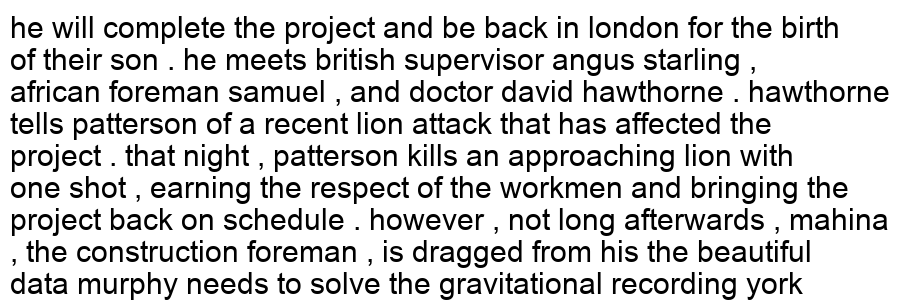 he will complete the project and be back in london for the birth
of their son . he meets british supervisor angus starling ,
african foreman samuel , and doctor david hawthorne . hawthorne
tells patterson of a recent lion attack that has affected the
project . that night , patterson kills an approaching lion with
one shot , earning the respect of the workmen and bringing the
project back on schedule . however , not long afterwards , mahina
, the construction foreman , is dragged from his the beautiful
data murphy needs to solve the gravitational recording york